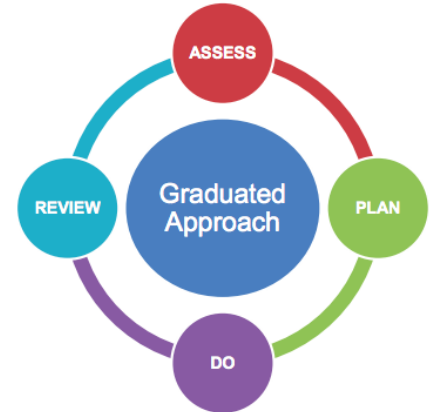 ASSESS
Graduated
Approach
REVIEW
PLAN
DO